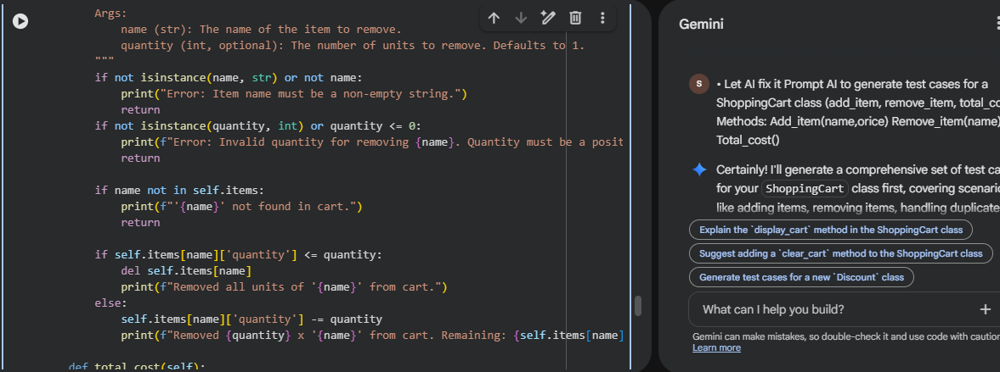 Args:
name (str): The name of the item to remove.
quantity (int, optional): The number of units to remove. Defaults to 1.
"""
if not isinstance(name, str) or not name:
print("Error: Item name must be a non-empty string.")
return
if not isinstance(quantity, int) or quantity <= 0:
print(f"Error: Invalid quantity for removing {name}. Quantity must be a posit
return
if name not in self.items:
print(f"'{name}' not found in cart.")
return
if self.items[name]['quantity'] <= quantity:
del self.items[name]
print(f"Removed all units of '{name}' from cart.")
else:
self.items[name]['quantity'] -= quantity
print(f"Removed {quantity} x '{name}' from cart. Remaining: {self.items[name]
def total_cost(self):
Gemini
S
• Let AI fix it Prompt AI to generate test cases for a
ShoppingCart class (add_item, remove_item, total_co
Methods: Add_item(name,orice) Remove_item(name)
Total_cost()
Certainly! I'll generate a comprehensive set of test ca
for your ShoppingCart class first, covering scenario
like adding items, removing items, handling duplicate
Explain the `display_cart` method in the ShoppingCart class
Suggest adding a `clear_cart` method to the ShoppingCart class
Generate test cases for a new `Discount` class
What can I help you build?
Gemini can make mistakes, so double-check it and use code with caution
Learn more